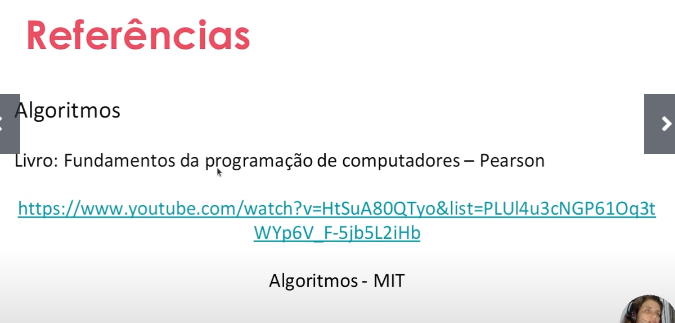 Referências
Algoritmos
Livro: Fundamentos da programação de computadores – Pearson
https://www.youtube.com/watch?v=HtSuA80QTyo&list=PLUl4u3cNGP61Oq3t
WYp6V_F-5jb5L2iHb
Algoritmos - MIT